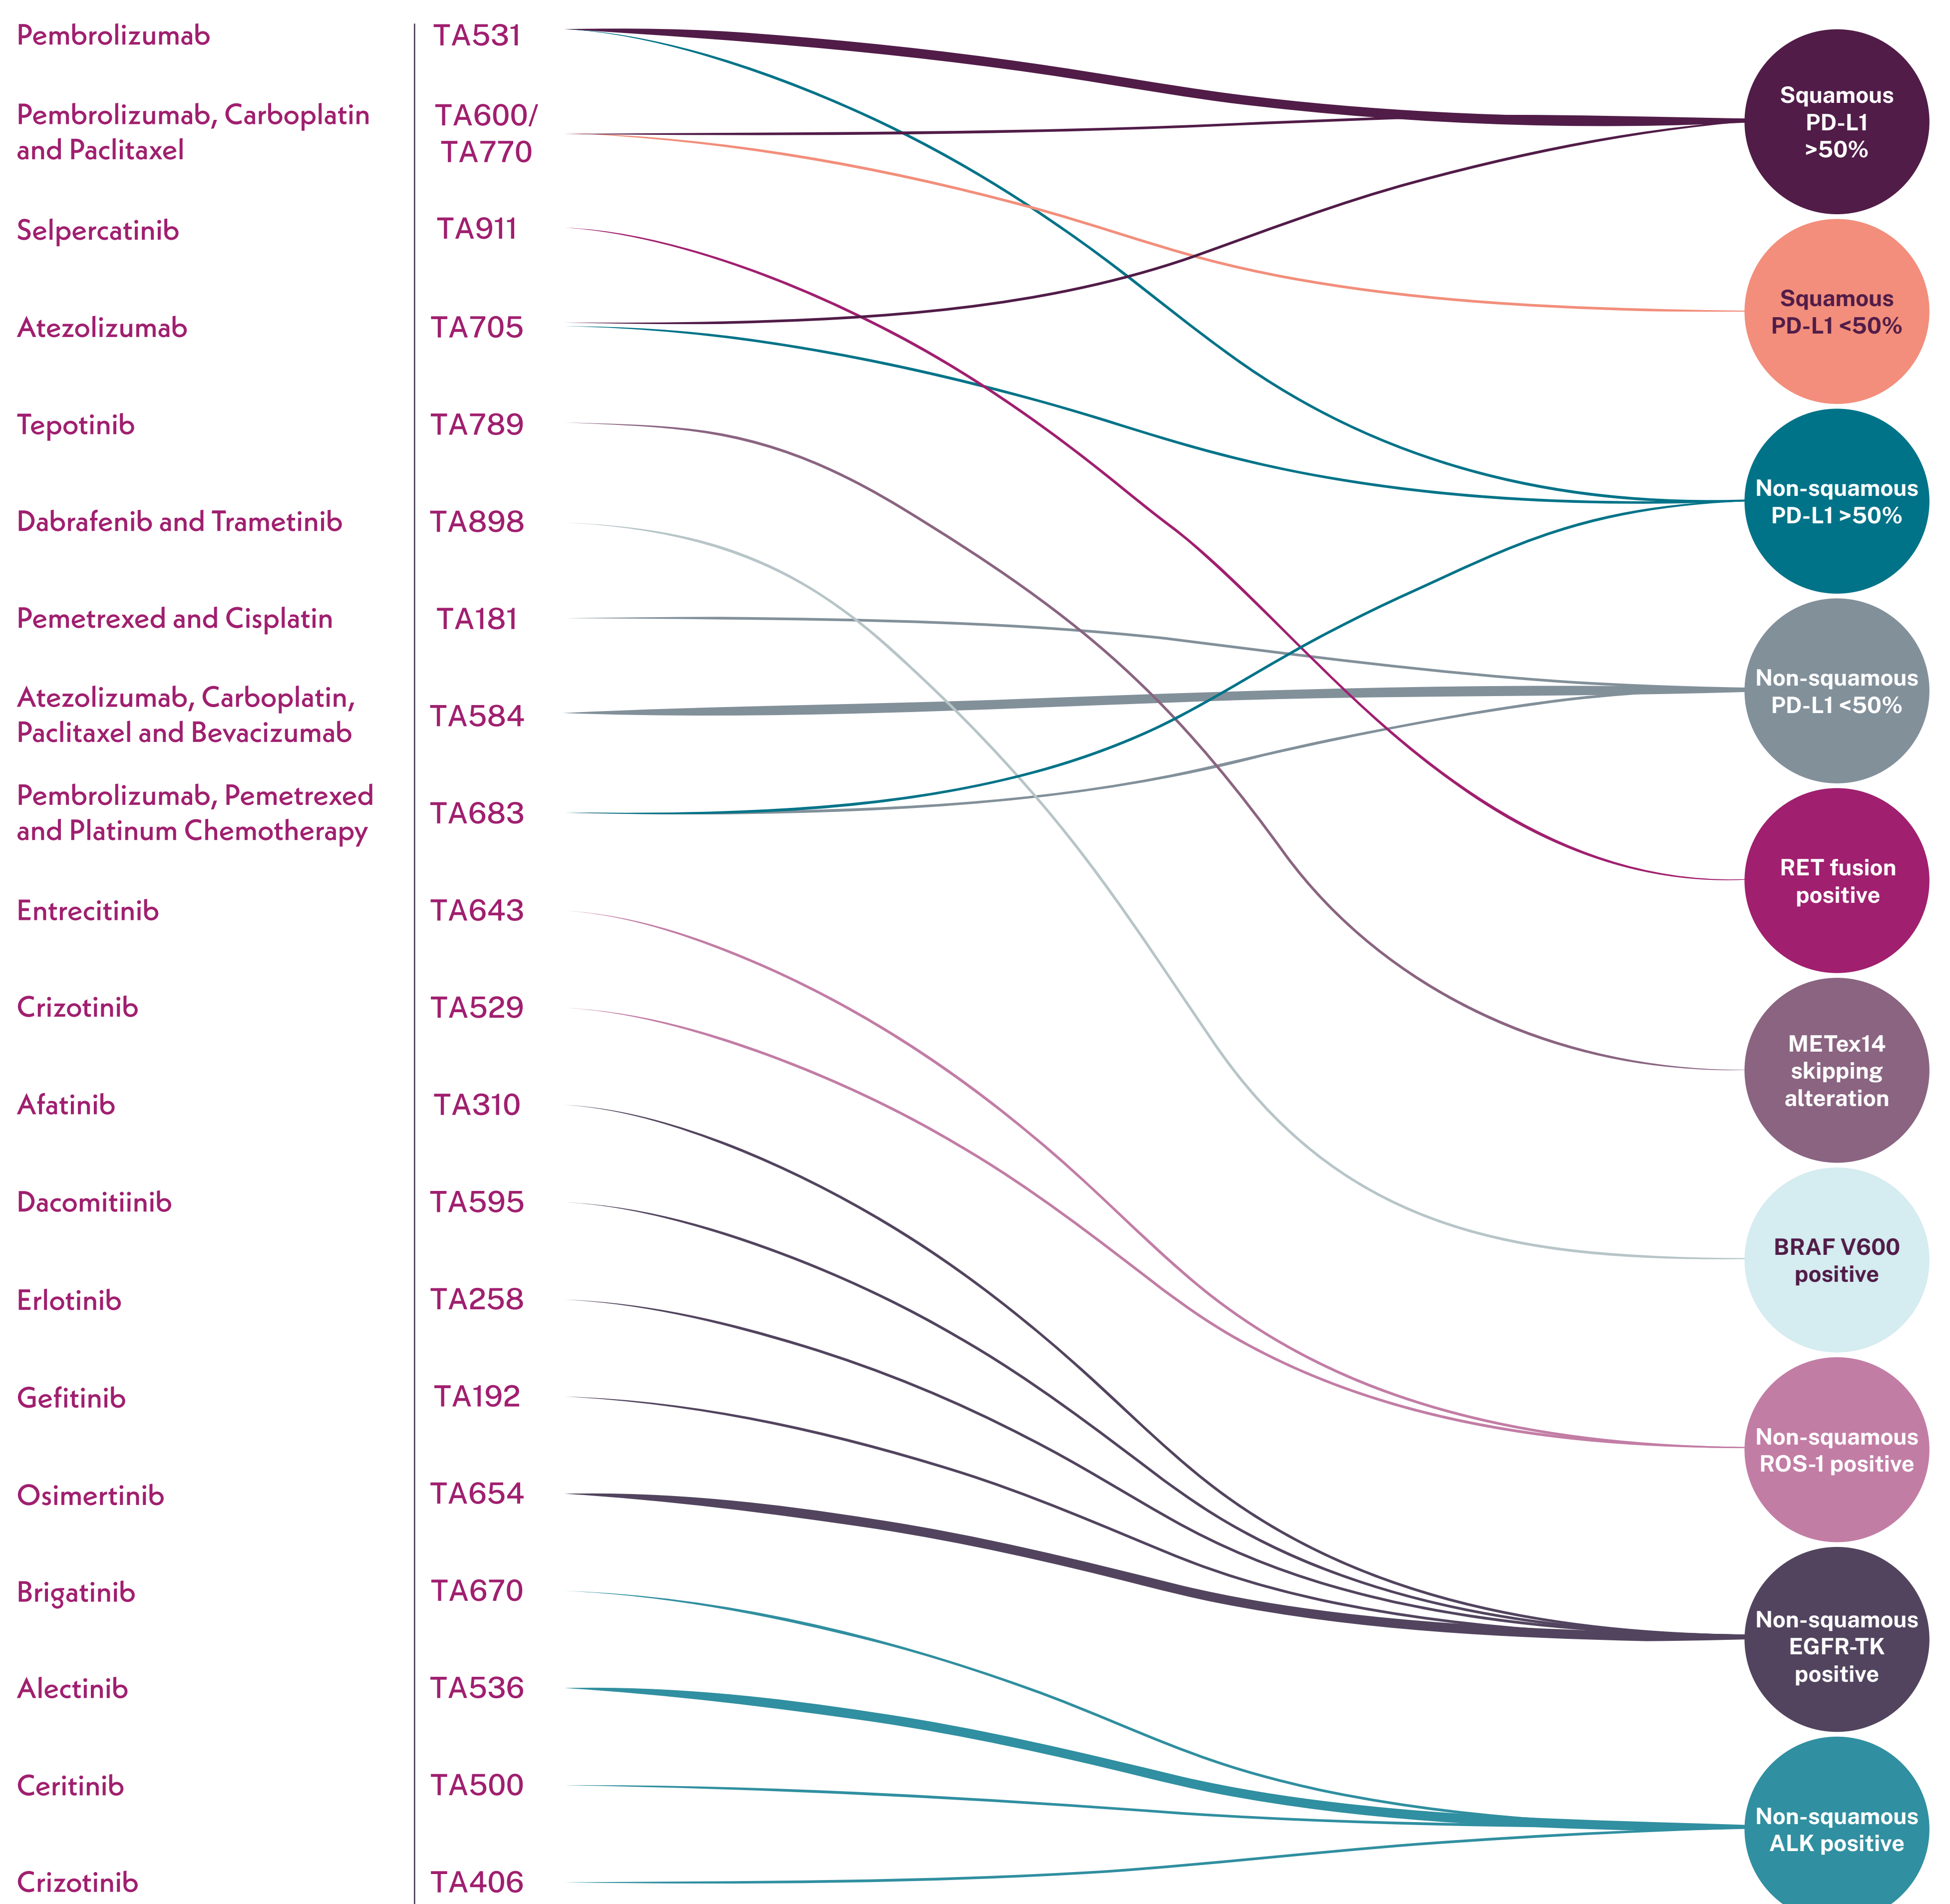 Pembrolizumab
TA531
Pembrolizumab, Carboplatin
and Paclitaxel
TA600/
TA770
Selpercatinib
TA911
Atezolizumab
TA705
Tepotinib
TA789
Dabrafenib and Trametinib
TA898
Pemetrexed and Cisplatin
TA181
Atezolizumab, Carboplatin,
Paclitaxel and Bevacizumab
TA584
Pembrolizumab, Pemetrexed
and Platinum Chemotherapy
TA683
Entrecitinib
TA643
Crizotinib
TA529
Afatinib
TA310
Dacomitiinib
TA595
Erlotinib
TA258
Gefitinib
TA192
Osimertinib
TA654
Brigatinib
TA670
Alectinib
TA536
Ceritinib
TA500
Crizotinib
TA406
Squamous
PD-L1
>50%
Squamous
PD-L1 <50%
Non-squamous
PD-L1 >50%
Non-squamous
PD-L1 <50%
RET fusion
positive
METex14
skipping
alteration
BRAF V600
positive
Non-squamous
ROS-1 positive
Non-squamous
EGFR-TK
positive
Non-squamous
ALK positive